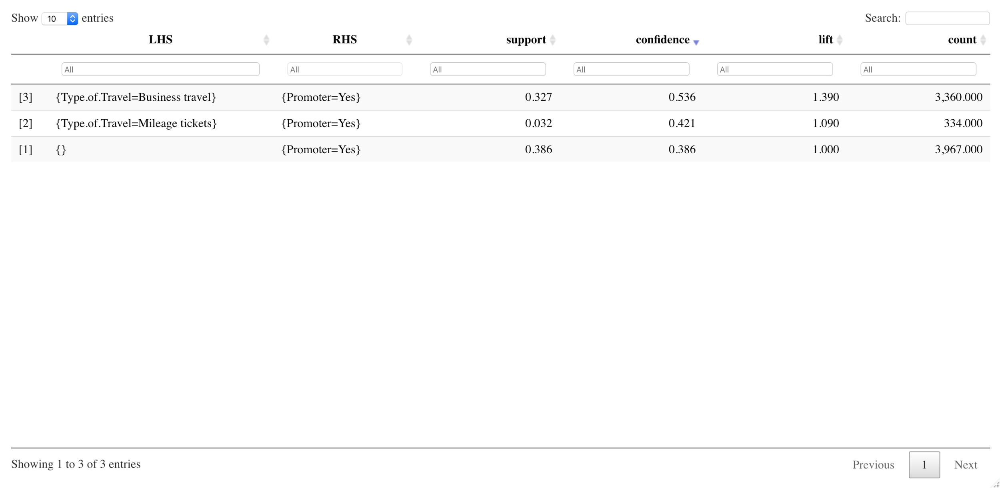 Show 10 entries Search:
LHS RHS support confidence lift count
All All All All All All
[3] {Type.of.Travel=Business travel} {Promoter=Yes} 0.327 0.536 1.390 3,360.000
[2] {Type.of.Travel=Mileage tickets} {Promoter=Yes} 0.032 0.421 1.090 334.000
[1] {} {Promoter=Yes} 0.386 0.386 1.000 3,967.000
Showing 1 to 3 of 3 entries Previous 1 Next